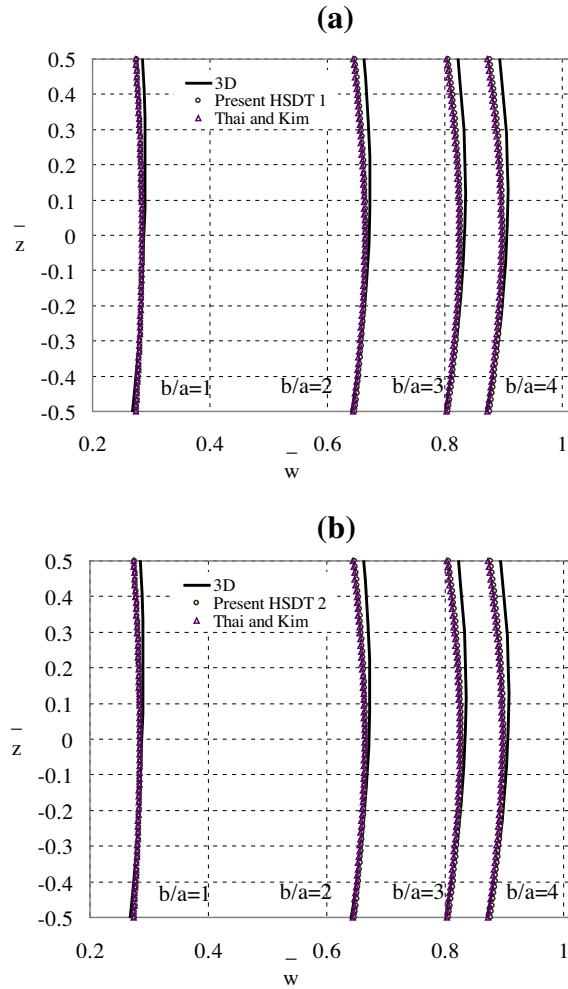 (a)
0.5
0.4
0.3
0.2
0.1
0
-0.1
-0.2
-0.3
-0.4
-0.5
z̄
3D
Present HSDT 1
Thai and Kim
b/a=1
b/a=2
b/a=3
b/a=4
0.2
0.4
0.6
0.8
1
w̄
(b)
0.5
0.4
0.3
0.2
0.1
0
-0.1
-0.2
-0.3
-0.4
-0.5
z̄
3D
Present HSDT 2
Thai and Kim
b/a=1
b/a=2
b/a=3
b/a=4
0.2
0.4
0.6
0.8
1
w̄